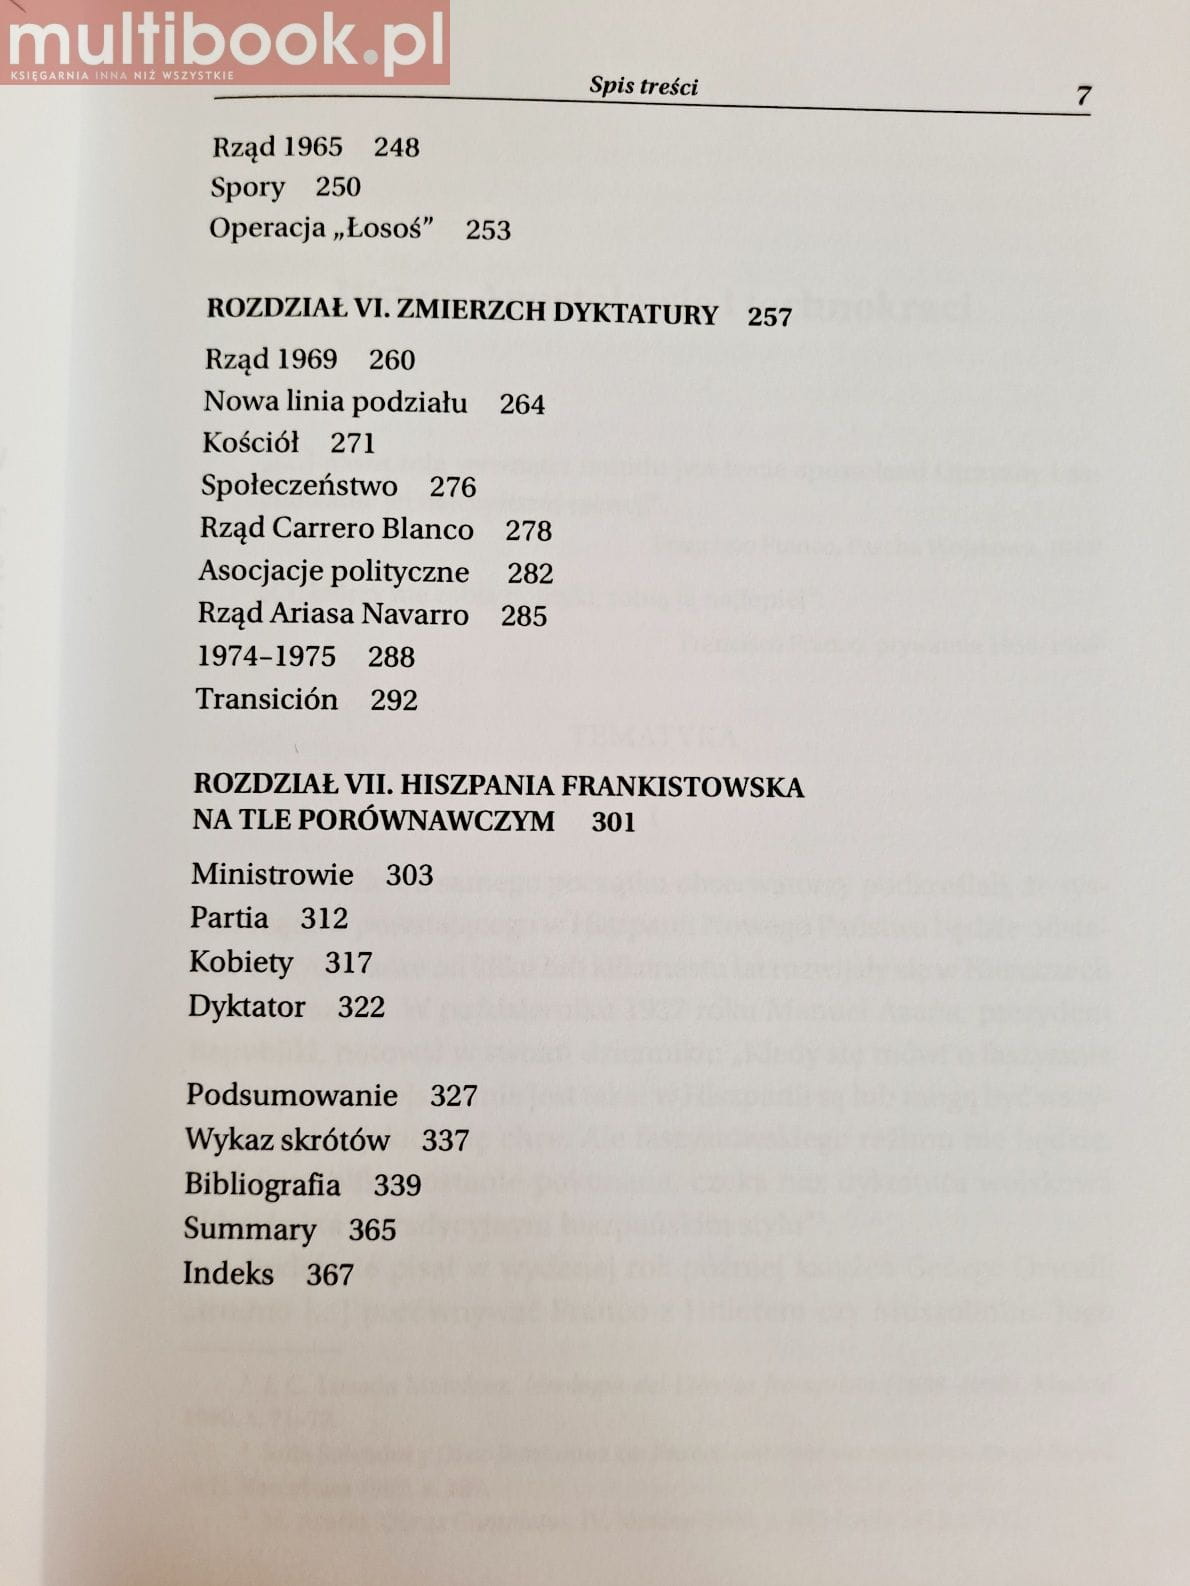 multibook.pl
KSIĘGARNIA INNA NIŻ WSZYSTKIE
Spis treści 7
Rząd 1965 248
Spory 250
Operacja „Łosoś” 253
ROZDZIAŁ VI. ZMIERZCH DYKTATURY 257
Rząd 1969 260
Nowa linia podziału 264
Kościół 271
Społeczeństwo 276
Rząd Carrero Blanco 278
Asocjacje polityczne 282
Rząd Ariasa Navarro 285
1974–1975 288
Transición 292
ROZDZIAŁ VII. HISZPANIA FRANKISTOWSKA
NA TLE PORÓWNAWCZYM 301
Ministrowie 303
Partia 312
Kobiety 317
Dyktator 322
Podsumowanie 327
Wykaz skrótów 337
Bibliografia 339
Summary 365
Indeks 367